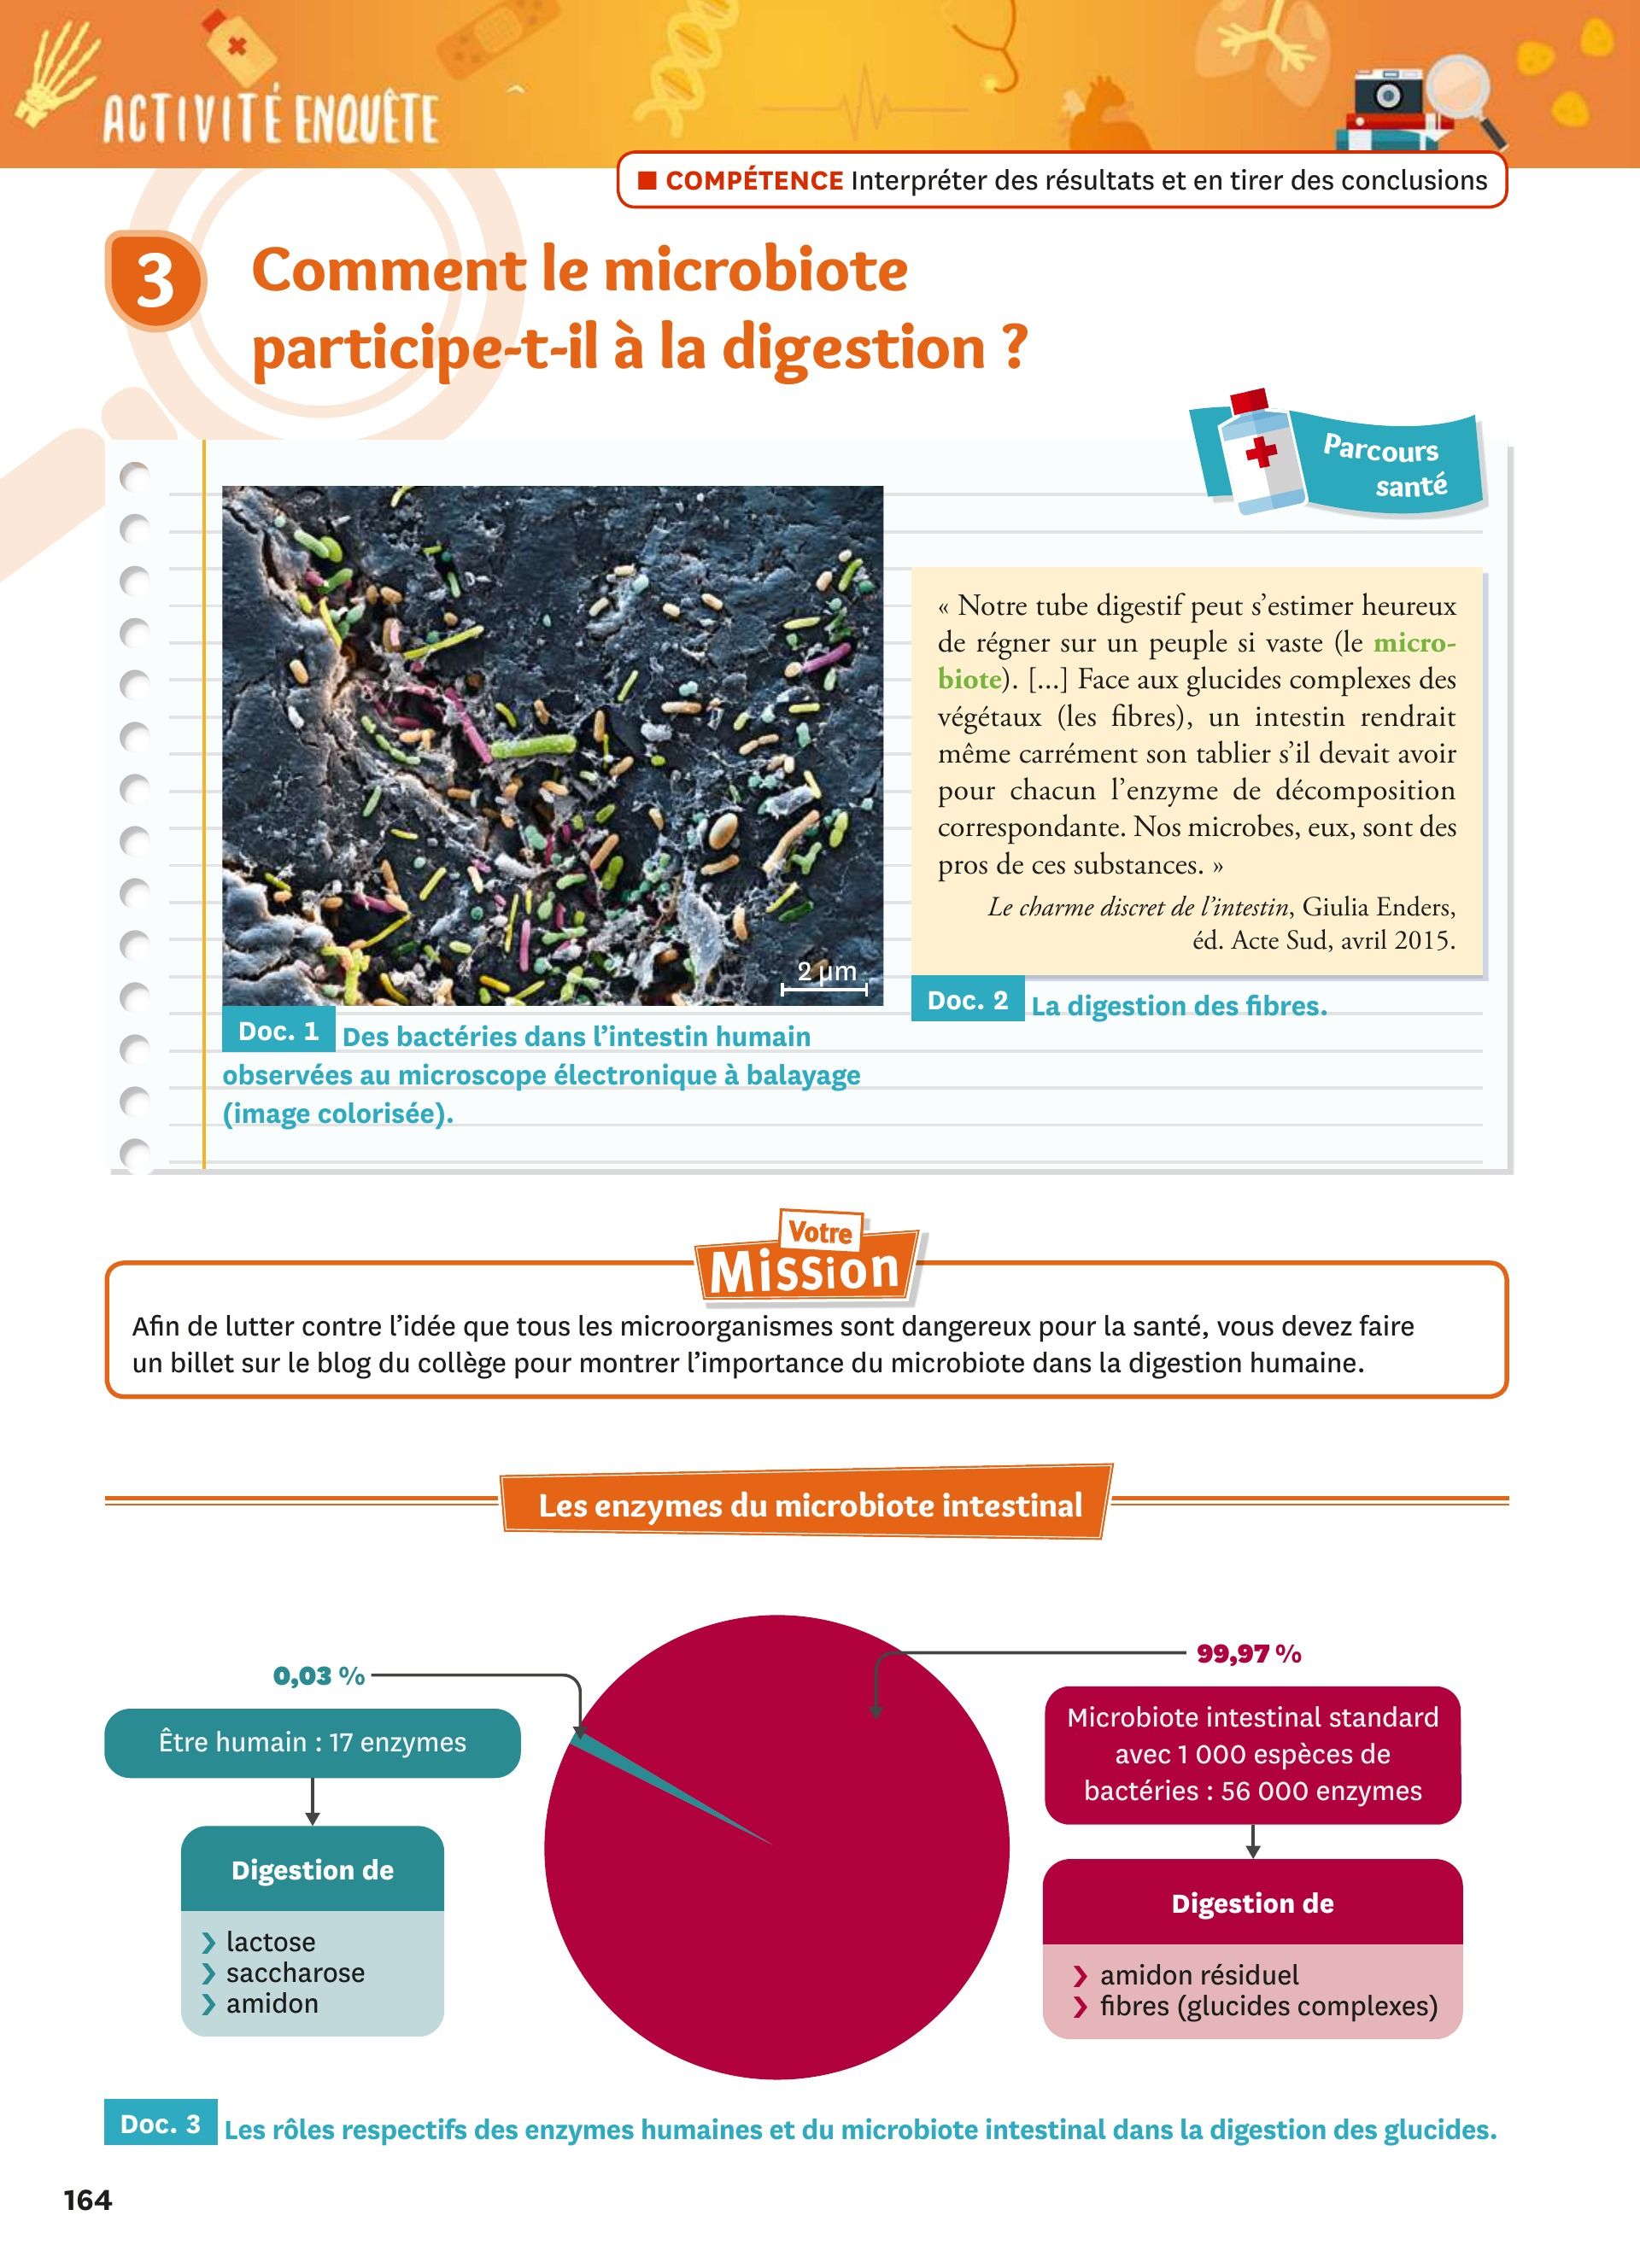 ACTIVITÉ ENQUÊTE
■ COMPÉTENCE Interpréter des résultats et en tirer des conclusions
3
Comment le microbiote
participe-t-il à la digestion ?
Parcours
santé
« Notre tube digestif peut s'estimer heureux
de régner sur un peuple si vaste (le micro-
biote). [...] Face aux glucides complexes des
végétaux (les fibres), un intestin rendrait
même carrément son tablier s'il devait avoir
pour chacun l'enzyme de décomposition
correspondante. Nos microbes, eux, sont des
pros de ces substances. »
Le charme discret de l'intestin, Giulia Enders,
éd. Acte Sud, avril 2015.
2 µm
Doc. 2 La digestion des fibres.
Doc. 1 Des bactéries dans l'intestin humain
observées au microscope électronique à balayage
(image colorisée).
Votre
Mission
Afin de lutter contre l'idée que tous les microorganismes sont dangereux pour la santé, vous devez faire
un billet sur le blog du collège pour montrer l'importance du microbiote dans la digestion humaine.
Les enzymes du microbiote intestinal
0,03 %
Être humain : 17 enzymes
Digestion de
› lactose
› saccharose
› amidon
99,97 %
Microbiote intestinal standard
avec 1 000 espèces de
bactéries : 56 000 enzymes
Digestion de
› amidon résiduel
› fibres (glucides complexes)
Doc. 3 Les rôles respectifs des enzymes humaines et du microbiote intestinal dans la digestion des glucides.
164